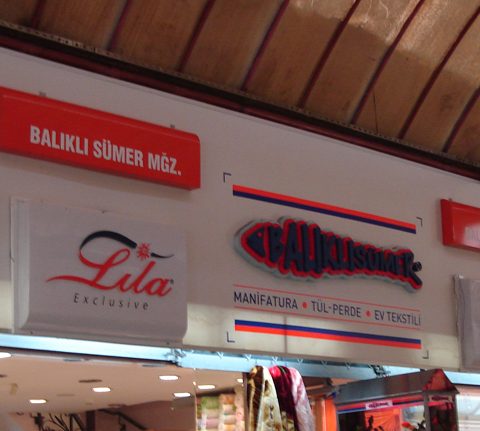 BALIKLI SÜMER MĞZ.
Lila
Exclusive
BALIKLISÜMER
MANİFATURA • TÜL-PERDE • EV TEKSTİLİ